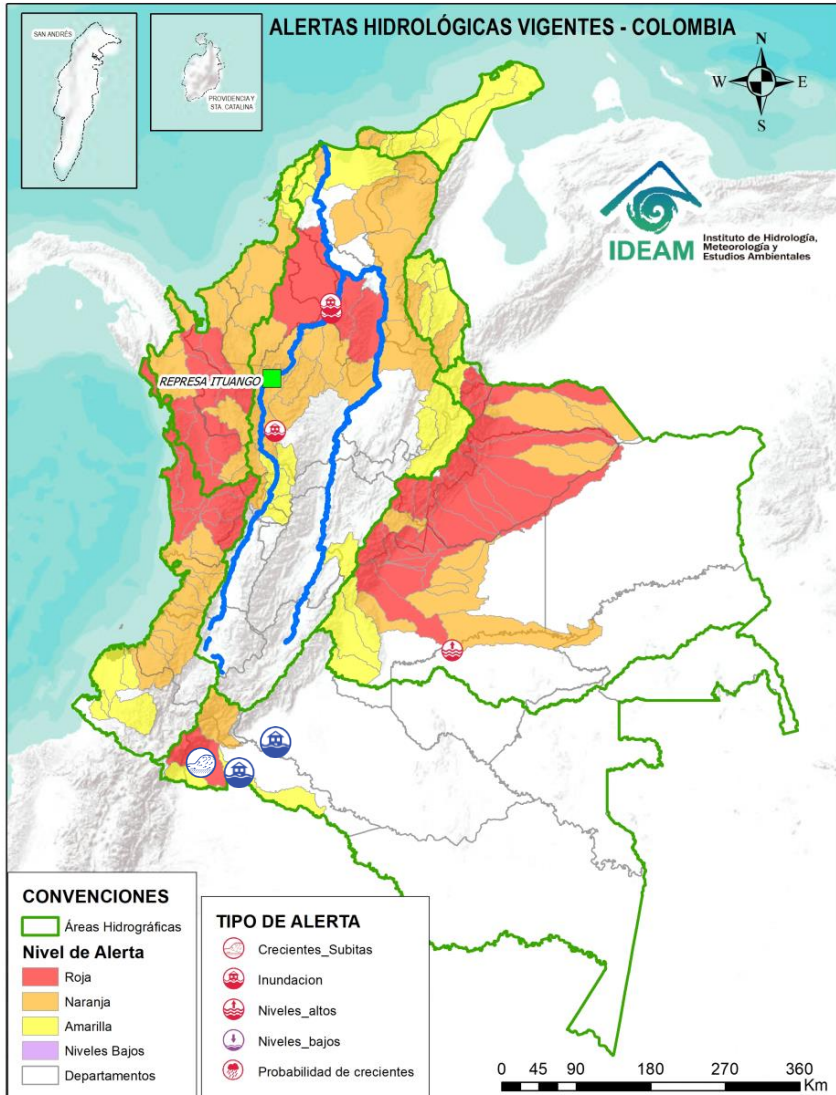 ALERTAS HIDROLÓGICAS VIGENTES - COLOMBIA
SAN ANDRÉS
PROVIDENCIA Y
STA. CATALINA
N
W
E
S
IDEAM
Instituto de Hidrología,
Meteorología y
Estudios Ambientales
REPRESA ITUANGO
CONVENCIONES
Áreas Hidrográficas
Nivel de Alerta
Roja
Naranja
Amarilla
Niveles Bajos
Departamentos
TIPO DE ALERTA
Crecientes_Subitas
Inundacion
Niveles_altos
Niveles_bajos
Probabilidad de crecientes
0 45 90 180 270 360
Km